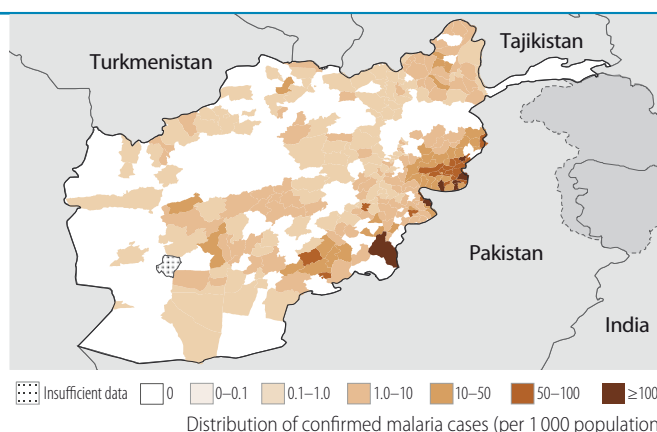 Tajikistan
Turkmenistan
Pakistan
India
Insufficient data 0 0–0.1 0.1–1.0 1.0–10 10–50 50–100 ≥100
Distribution of confirmed malaria cases (per 1 000 population